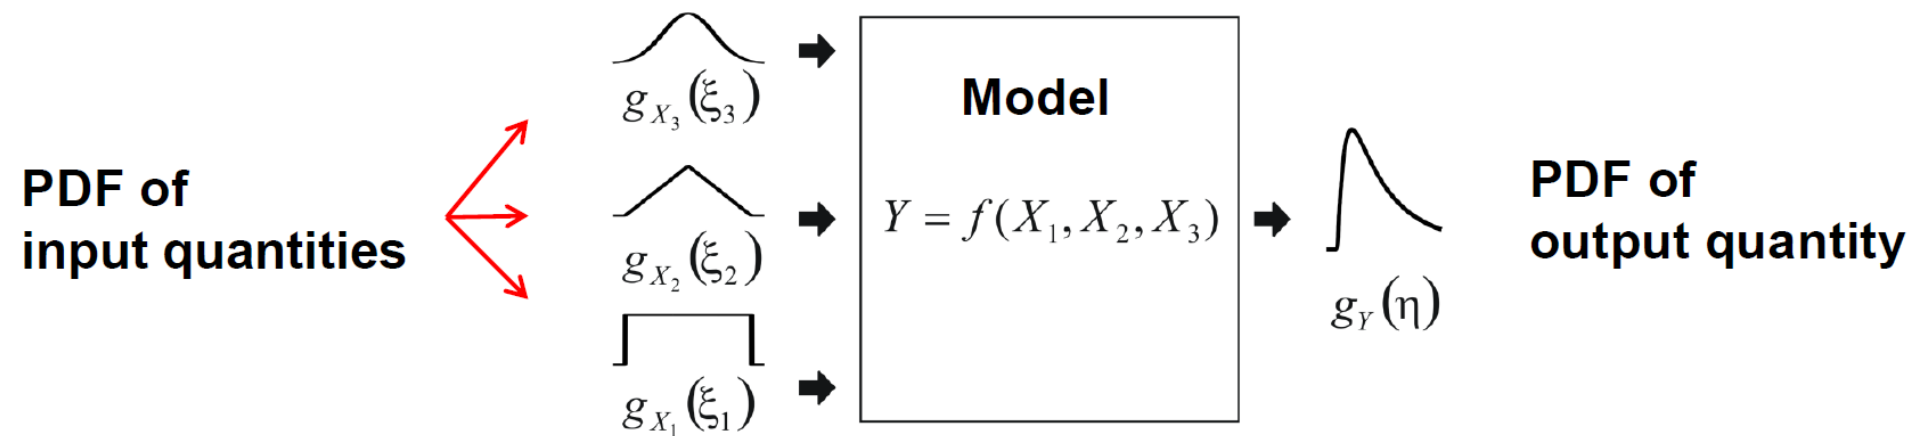 PDF of
input quantities
g_{X_3}(ξ_3)
g_{X_2}(ξ_2)
g_{X_1}(ξ_1)
Model
Y = f(X_1, X_2, X_3)
g_Y(η)
PDF of
output quantity